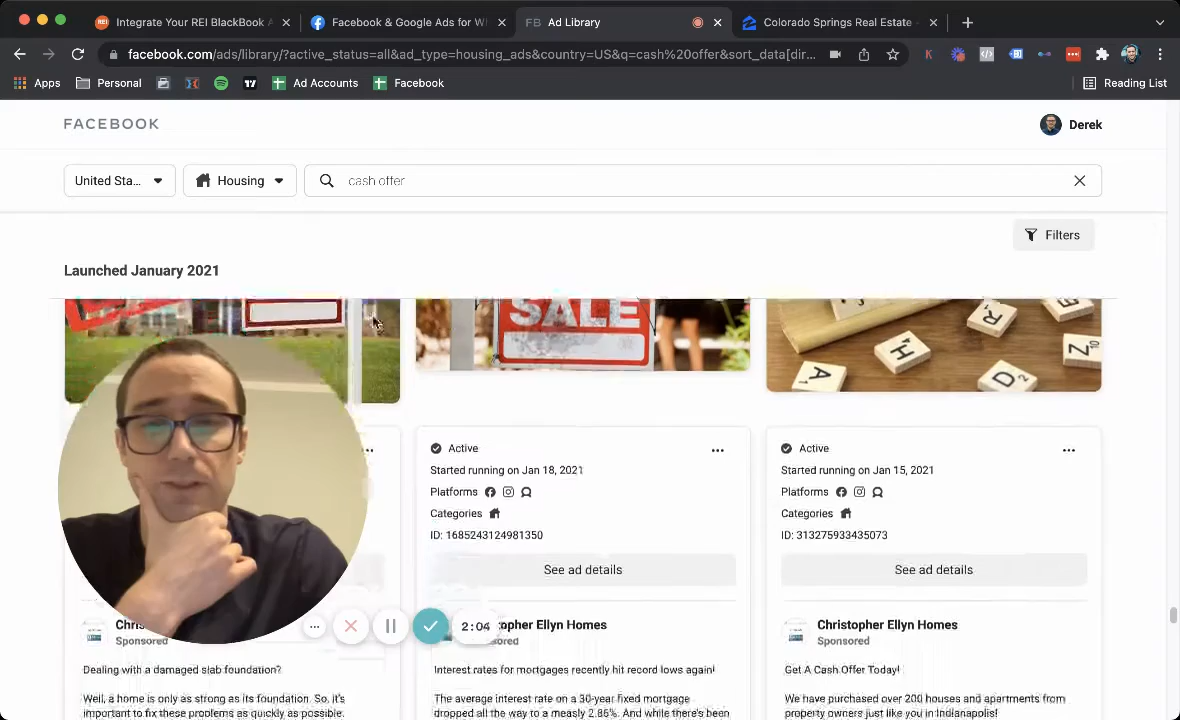 REI Integrate Your REI BlackBook A
Facebook & Google Ads for W
FB Ad Library
Colorado Springs Real Estate
facebook.com/ads/library/?active_status=all&ad_type=housing_ads&country=US&q=cash%20offer&sort_data[dir...
Apps
Personal
Ad Accounts
Facebook
Reading List
FACEBOOK
Derek
United Sta...
Housing
cash offer
Filters
Launched January 2021
SALE
A H R D Z
Active
Started running on Jan 18, 2021
Platforms
Categories
ID: 1685243124981350
See ad details
Active
Started running on Jan 15, 2021
Platforms
Categories
ID: 313275933435073
See ad details
2:04
Chris
Sponsored
Dealing with a damaged slab foundation?
Well, a home is only as strong as its foundation. So, it's
important to fix these problems as quickly as possible.
opher Ellyn Homes
ored
Interest rates for mortgages recently hit record lows again!
The average interest rate on a 30-year fixed mortgage
dropped all the way to a measly 2.65%. And while there's been
Christopher Ellyn Homes
Sponsored
Get A Cash Offer Today!
We have purchased over 200 houses and apartments from
property owners just like you in Indianapolis!